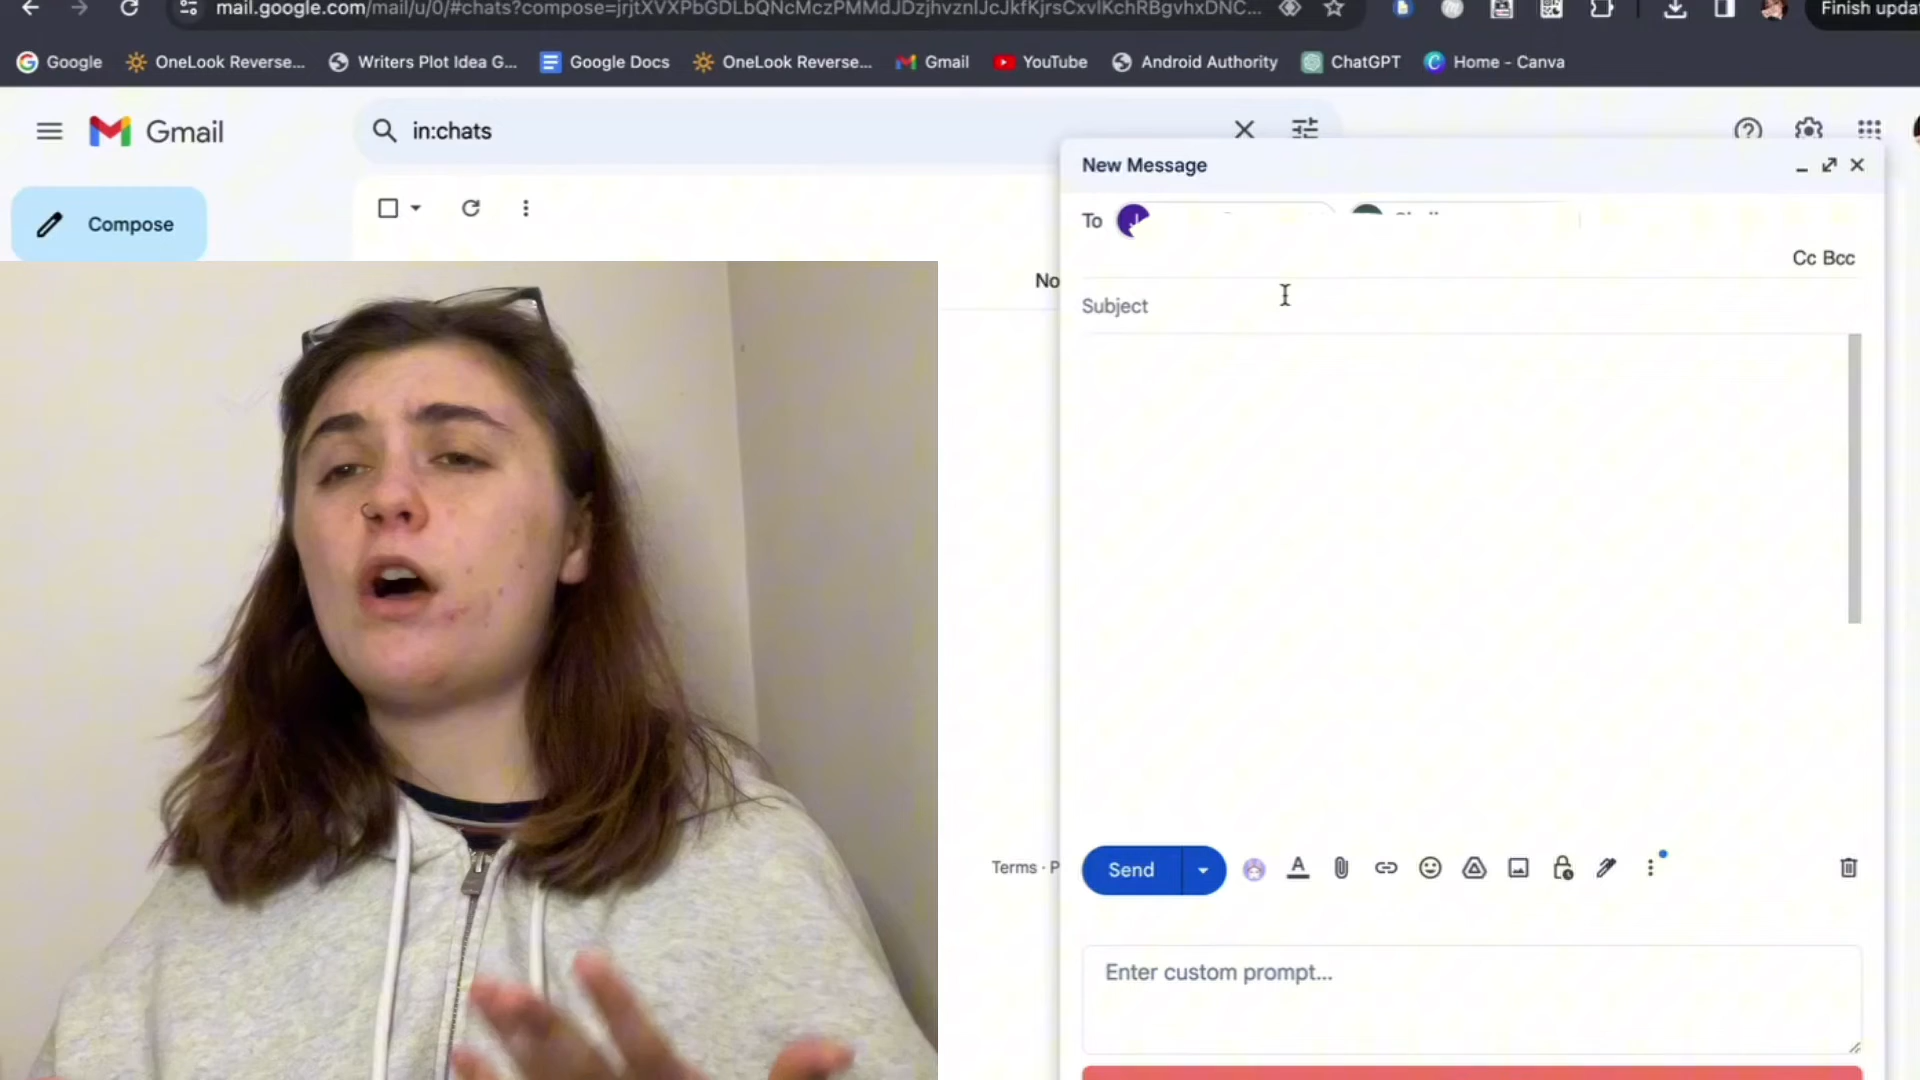 mail.google.com/mail/u/0/#chats?compose=
Finish
Google OneLook Reverse... Writers Plot Idea G... Google Docs OneLook Reverse... Gmail YouTube Android Authority ChatGPT Home - Canva
Gmail
in:chats
New Message
Compose
To
Cc Bcc
No
Subject
Terms · P
Send
Enter custom prompt...